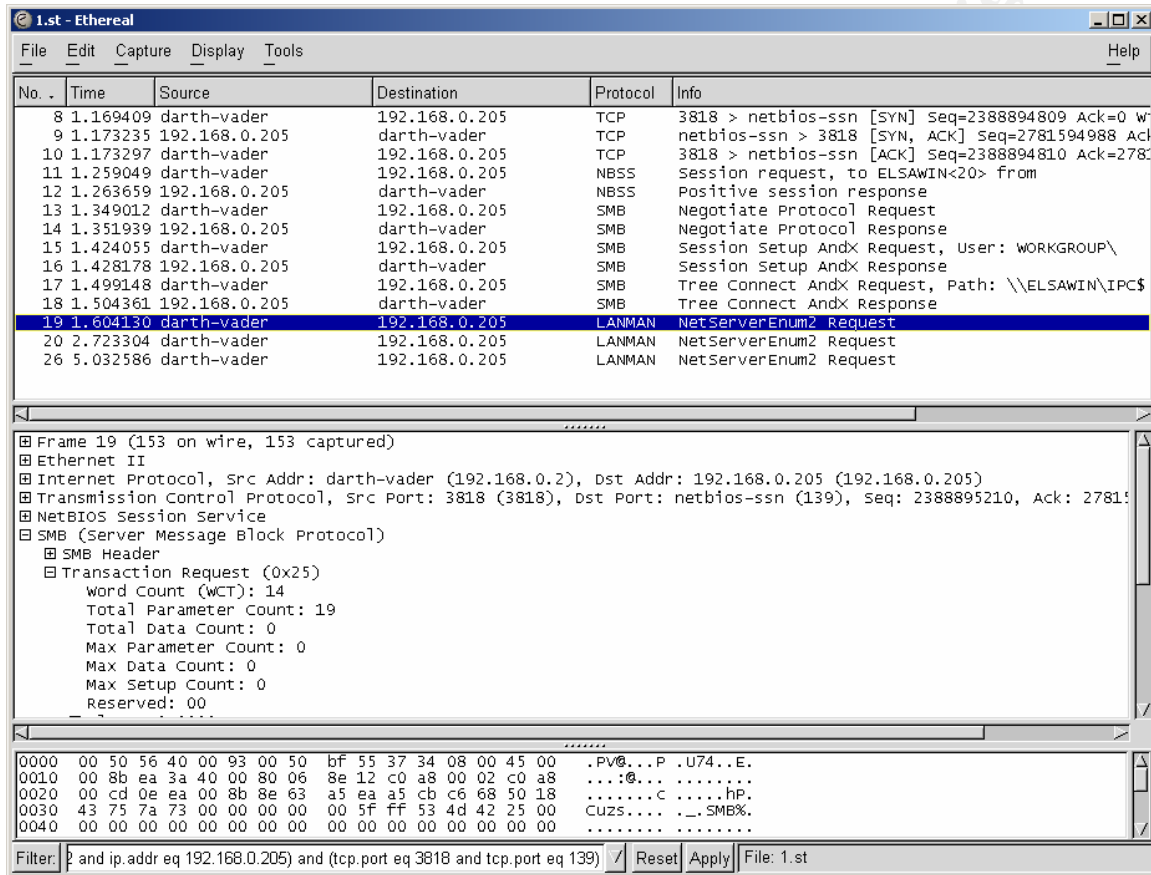 1.st - Ethereal
File Edit Capture Display Tools Help
No. Time Source Destination Protocol Info
8 1.169409 darth-vader 192.168.0.205 TCP 3818 > netbios-ssn [SYN] Seq=2388894809 Ack=0
9 1.173235 192.168.0.205 darth-vader TCP netbios-ssn > 3818 [SYN, ACK] Seq=2781594988
10 1.173297 darth-vader 192.168.0.205 TCP 3818 > netbios-ssn [ACK] Seq=2388894810
11 1.259049 darth-vader 192.168.0.205 NBSS Session request, to ELSAWIN<20> from
12 1.263659 192.168.0.205 darth-vader NBSS Positive session response
13 1.349012 darth-vader 192.168.0.205 SMB Negotiate Protocol Request
14 1.351939 192.168.0.205 darth-vader SMB Negotiate Protocol Response
15 1.424055 darth-vader 192.168.0.205 SMB Session Setup AndX Request, User: WORKGROUP\
16 1.428178 192.168.0.205 darth-vader SMB Session Setup AndX Response
17 1.499148 darth-vader 192.168.0.205 SMB Tree Connect AndX Request, Path: \\ELSAWIN\IPC$
18 1.504361 192.168.0.205 darth-vader SMB Tree Connect AndX Response
19 1.604130 darth-vader 192.168.0.205 LANMAN NetServerEnum2 Request
20 2.723304 darth-vader 192.168.0.205 LANMAN NetServerEnum2 Request
26 5.032586 darth-vader 192.168.0.205 LANMAN NetServerEnum2 Request
Frame 19 (153 on wire, 153 captured)
Ethernet II
Internet Protocol, Src Addr: darth-vader (192.168.0.2), Dst Addr: 192.168.0.205 (192.168.0.205)
Transmission Control Protocol, Src Port: 3818 (3818), Dst Port: netbios-ssn (139), Seq: 2388895210, Ack: 2781
NetBIOS Session Service
SMB (Server Message Block Protocol)
SMB Header
Transaction Request (0x25)
Word Count (WCT): 14
Total Parameter Count: 19
Total Data Count: 0
Max Parameter Count: 0
Max Data Count: 0
Max Setup Count: 0
Reserved: 00
0000 00 50 56 40 00 93 00 50 bf 55 37 34 08 00 45 00 .PV@...P .U74..E.
0010 00 8b ea 3a 40 00 80 06 8e 12 c0 a8 00 02 c0 a8 ...:@... ........
0020 00 cd 0e ea 00 8b 8e 63 a5 ea a5 cb c6 68 50 18 .......c .....hP.
0030 43 75 7a 73 00 00 00 00 00 5f ff 53 4d 42 25 00 Cuzs.... ._.SMB%.
0040 00 00 00 00 00 00 00 00 00 00 00 00 00 00 00 00 ........ ........
Filter: 2 and ip.addr eq 192.168.0.205) and (tcp.port eq 3818 and tcp.port eq 139) Reset Apply File: 1.st